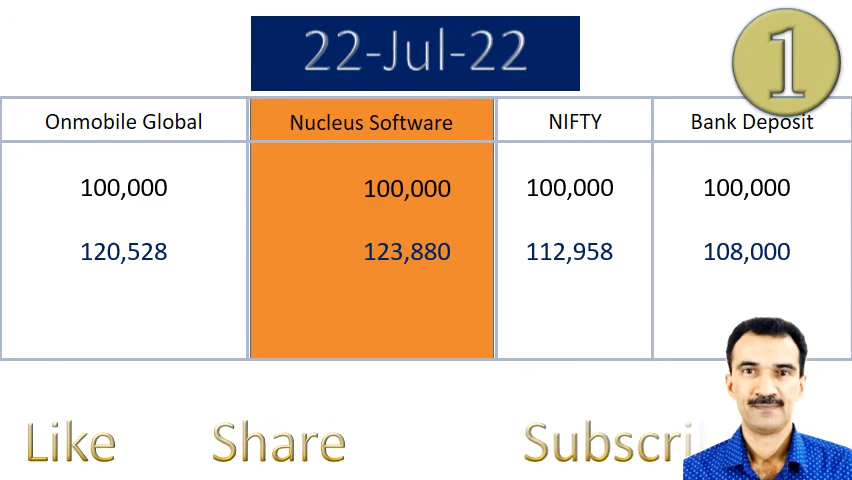 22-Jul-22
1
Onmobile Global Nucleus Software NIFTY Bank Deposit
100,000 100,000 100,000 100,000
120,528 123,880 112,958 108,000
Like Share Subscri